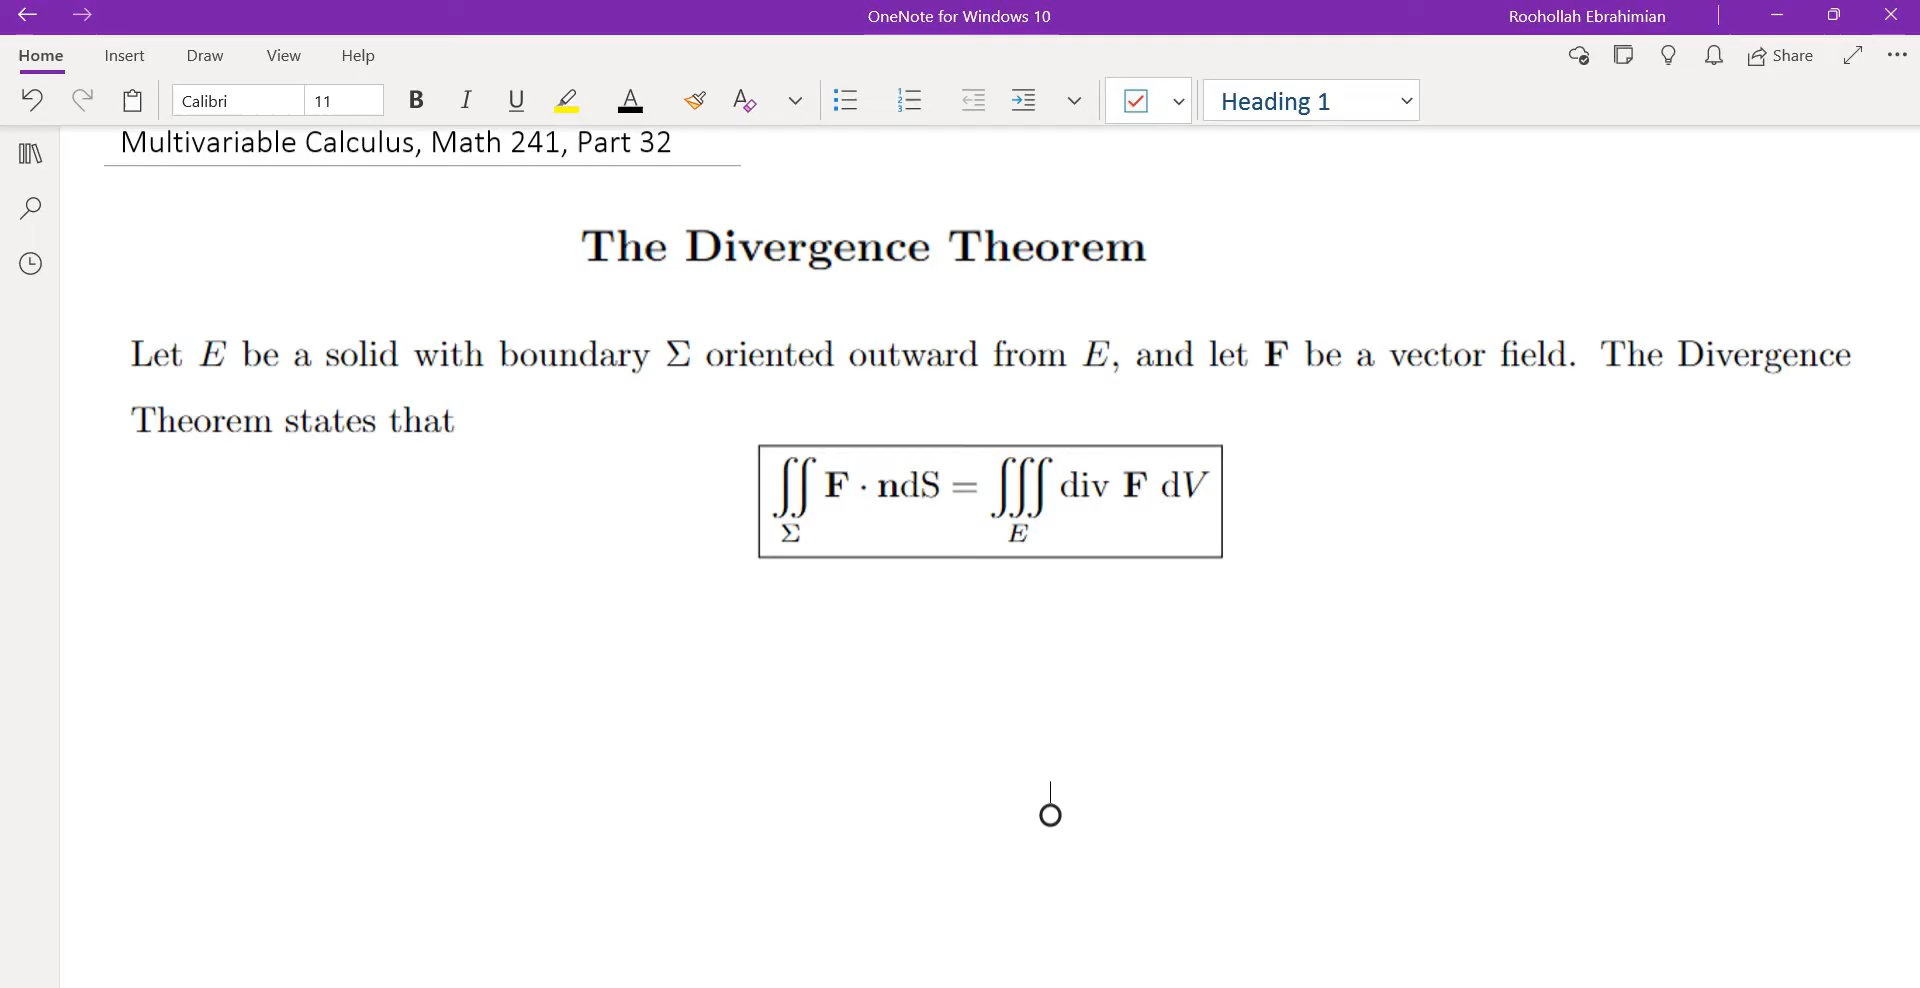 OneNote for Windows 10
Roohollah Ebrahimian
Home Insert Draw View Help
Share
Calibri 11 B I U A A Heading 1
Multivariable Calculus, Math 241, Part 32
The Divergence Theorem
Let E be a solid with boundary Σ oriented outward from E, and let F be a vector field. The Divergence
Theorem states that
∬_Σ F · ndS = ∭_E div F dV